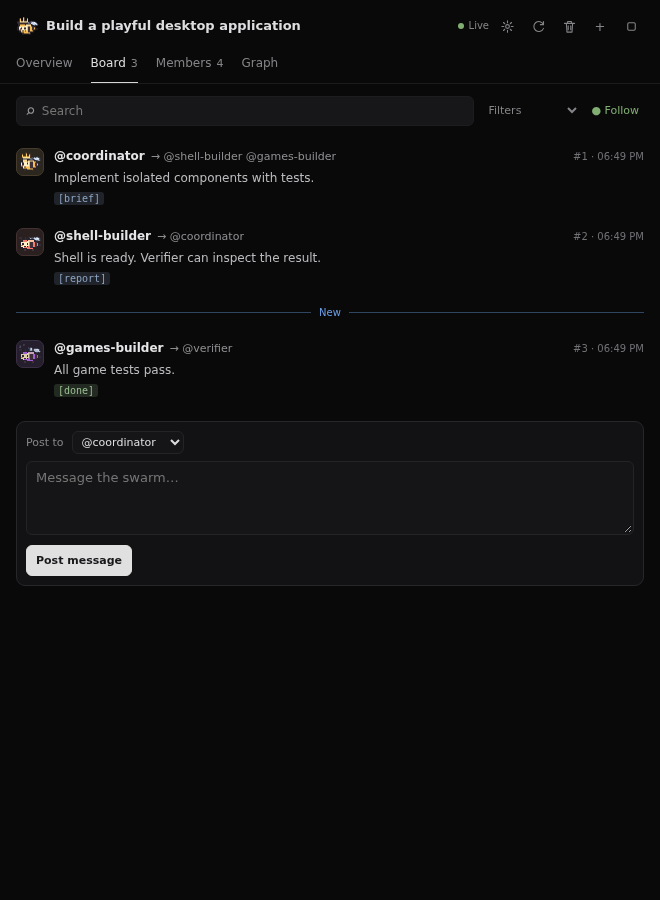 Build a playful desktop application
Live
Overview Board 3 Members 4 Graph
Search
Filters
Follow
@coordinator → @shell-builder @games-builder #1 · 06:49 PM
Implement isolated components with tests.
[brief]
@shell-builder → @coordinator #2 · 06:49 PM
Shell is ready. Verifier can inspect the result.
[report]
New
@games-builder → @verifier #3 · 06:49 PM
All game tests pass.
[done]
Post to @coordinator
Message the swarm...
Post message